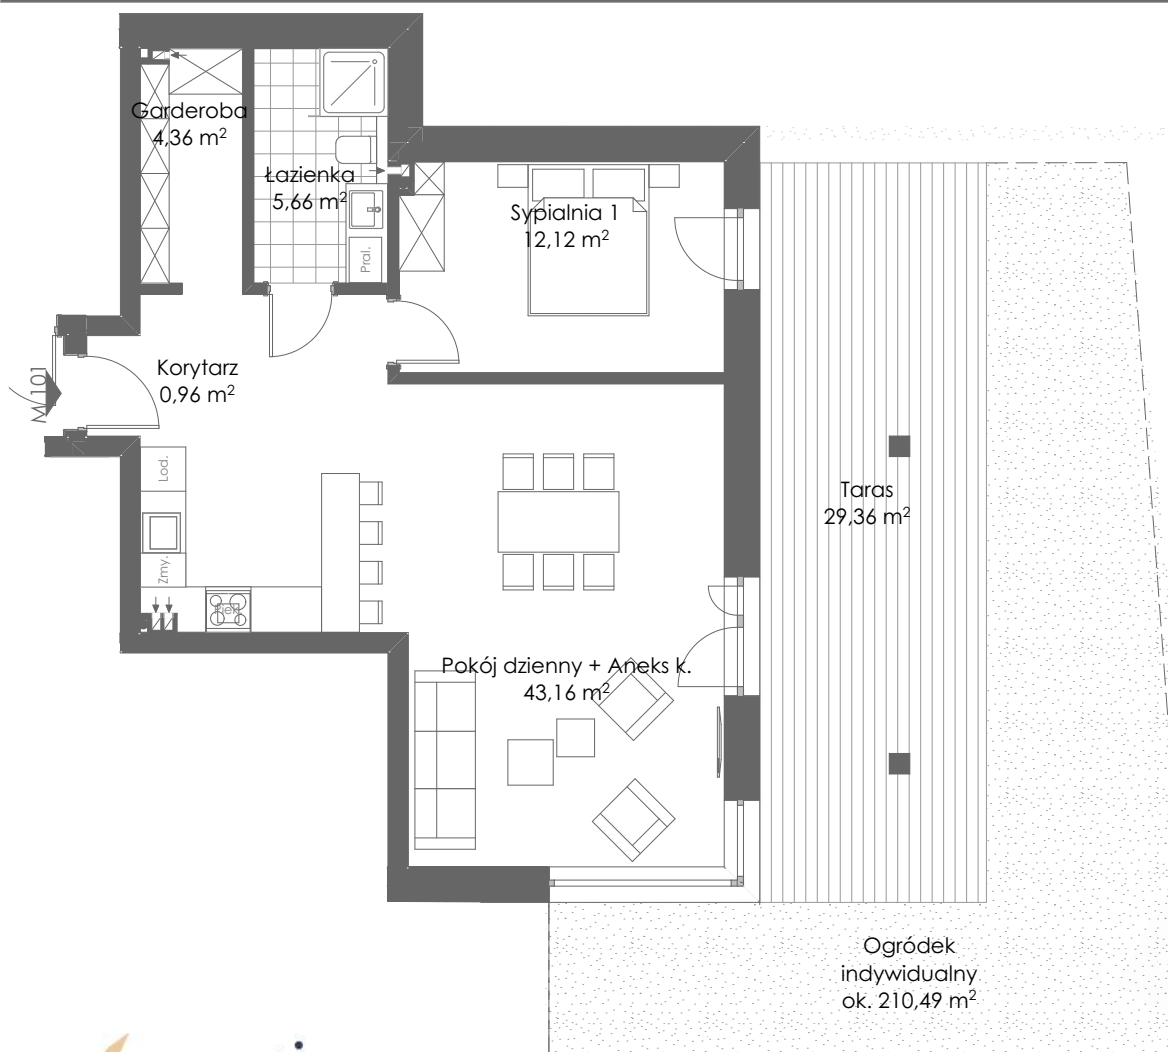 Garderoba
4,36 m²
Łazienka
5,66 m²
Pral.
Sypialnia 1
12,12 m²
M 101
Korytarz
0,96 m²
Lod.
Zmy.
Piek.
Taras
29,36 m²
Pokój dzienny + Aneks k.
43,16 m²
Ogródek
indywidualny
ok. 210,49 m²